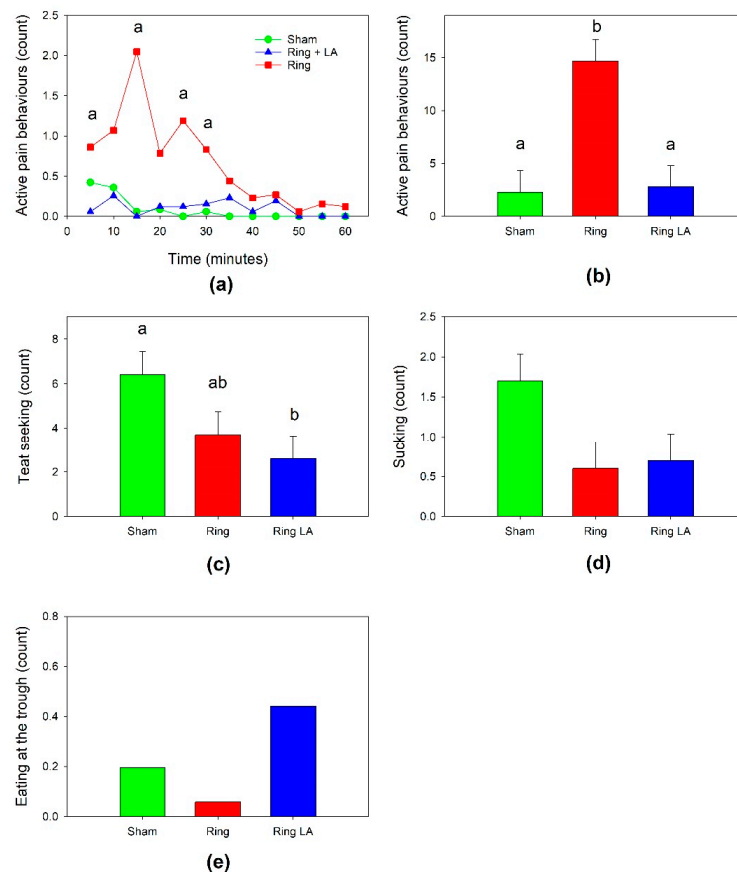 2.5
2.0
1.5
1.0
0.5
0.0
Active pain behaviours (count)
a
a
a
a
Sham
Ring + LA
Ring
0 10 20 30 40 50 60
Time (minutes)
(a)
15
10
5
0
Active pain behaviours (count)
a
b
a
Sham Ring Ring LA
(b)
8
6
4
2
0
Teat seeking (count)
a
ab
b
Sham Ring Ring LA
(c)
2.5
2.0
1.5
1.0
0.5
0.0
Sucking (count)
Sham Ring Ring LA
(d)
0.8
0.6
0.4
0.2
0.0
Eating at the trough (count)
Sham Ring Ring LA
(e)